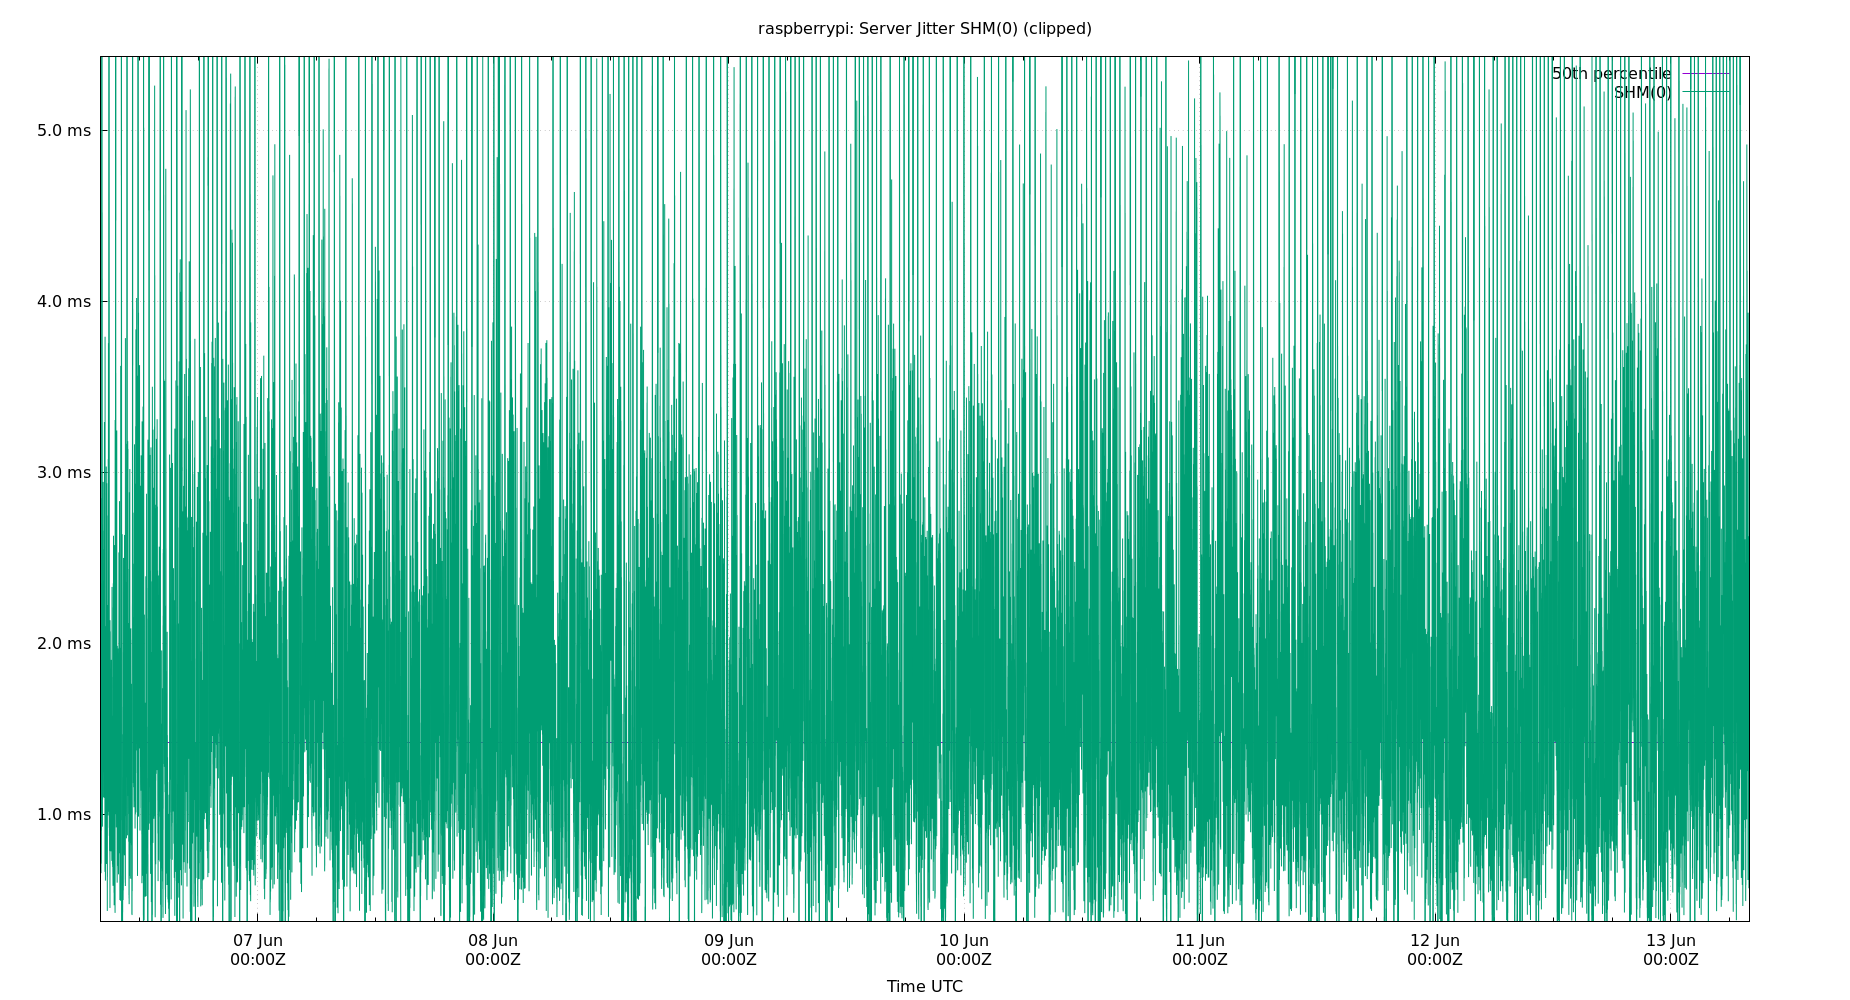 raspberrypi: Server Jitter SHM(0) (clipped)
50th percentile
SHM(0)
5.0 ms
4.0 ms
3.0 ms
2.0 ms
1.0 ms
07 Jun 08 Jun 09 Jun 10 Jun 11 Jun 12 Jun 13 Jun
00:00Z 00:00Z 00:00Z 00:00Z 00:00Z 00:00Z 00:00Z
Time UTC